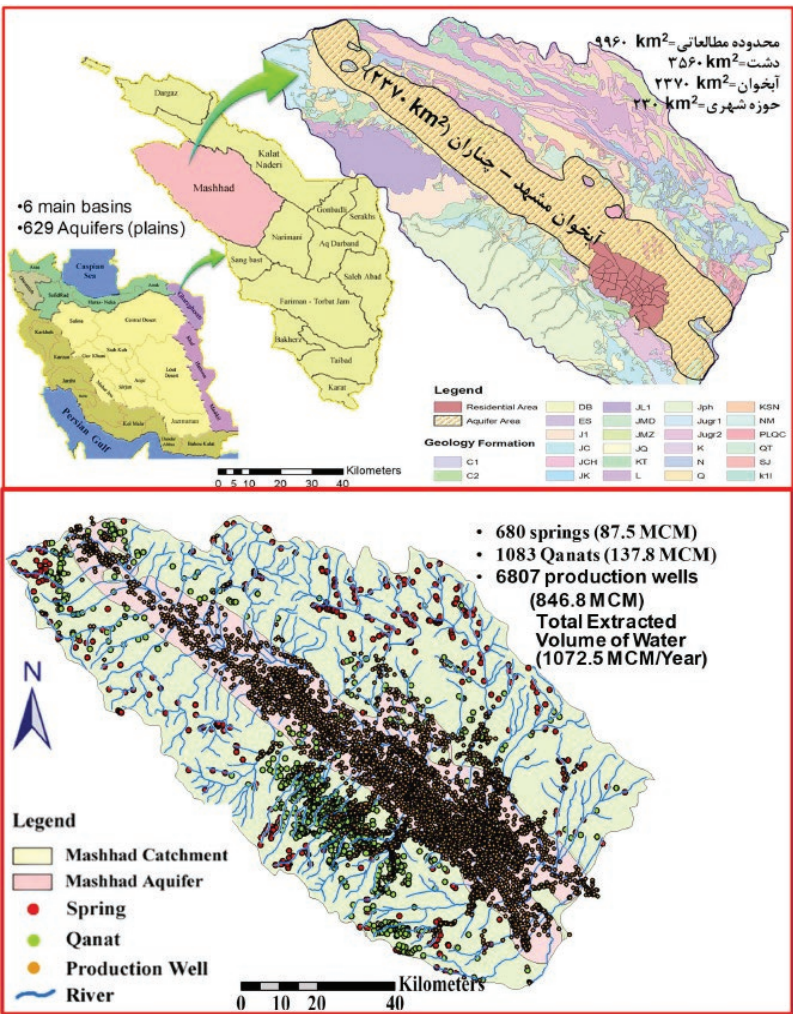 محدوده مطالعاتی=۹۹۶۰ km²
دشت=۳۵۶۰ km²
آبخوان=۲۳۷۰ km²
حوزه شهری=۲۳۰ km²
آبخوان مشهد – چناران (۲۳۷۰ km²)
Dargaz
Kalat
Naderi
Mashhad
Gonbadli
Serakhs
Narimani
Aq Darband
Sang bast
Saleh Abad
Fariman - Torbat Jam
Bakherz
Taibad
Karat
•6 main basins
•629 Aquifers (plains)
Caspian
Sea
Persian Gulf
Central Desert
Loot
Desert
Kilometers
0 5 10 20 30 40
Legend
Residential Area
Aquifer Area
Geology Formation
C1
C2
DB
ES
J1
JC
JCH
JK
JL1
JMD
JMZ
JQ
KT
L
Jph
Jugr1
Jugr2
K
N
Q
KSN
NM
PLQC
QT
SJ
k1l
• 680 springs (87.5 MCM)
• 1083 Qanats (137.8 MCM)
• 6807 production wells
(846.8 MCM)
Total Extracted
Volume of Water
(1072.5 MCM/Year)
N
Legend
Mashhad Catchment
Mashhad Aquifer
Spring
Qanat
Production Well
River
Kilometers
0 10 20 40